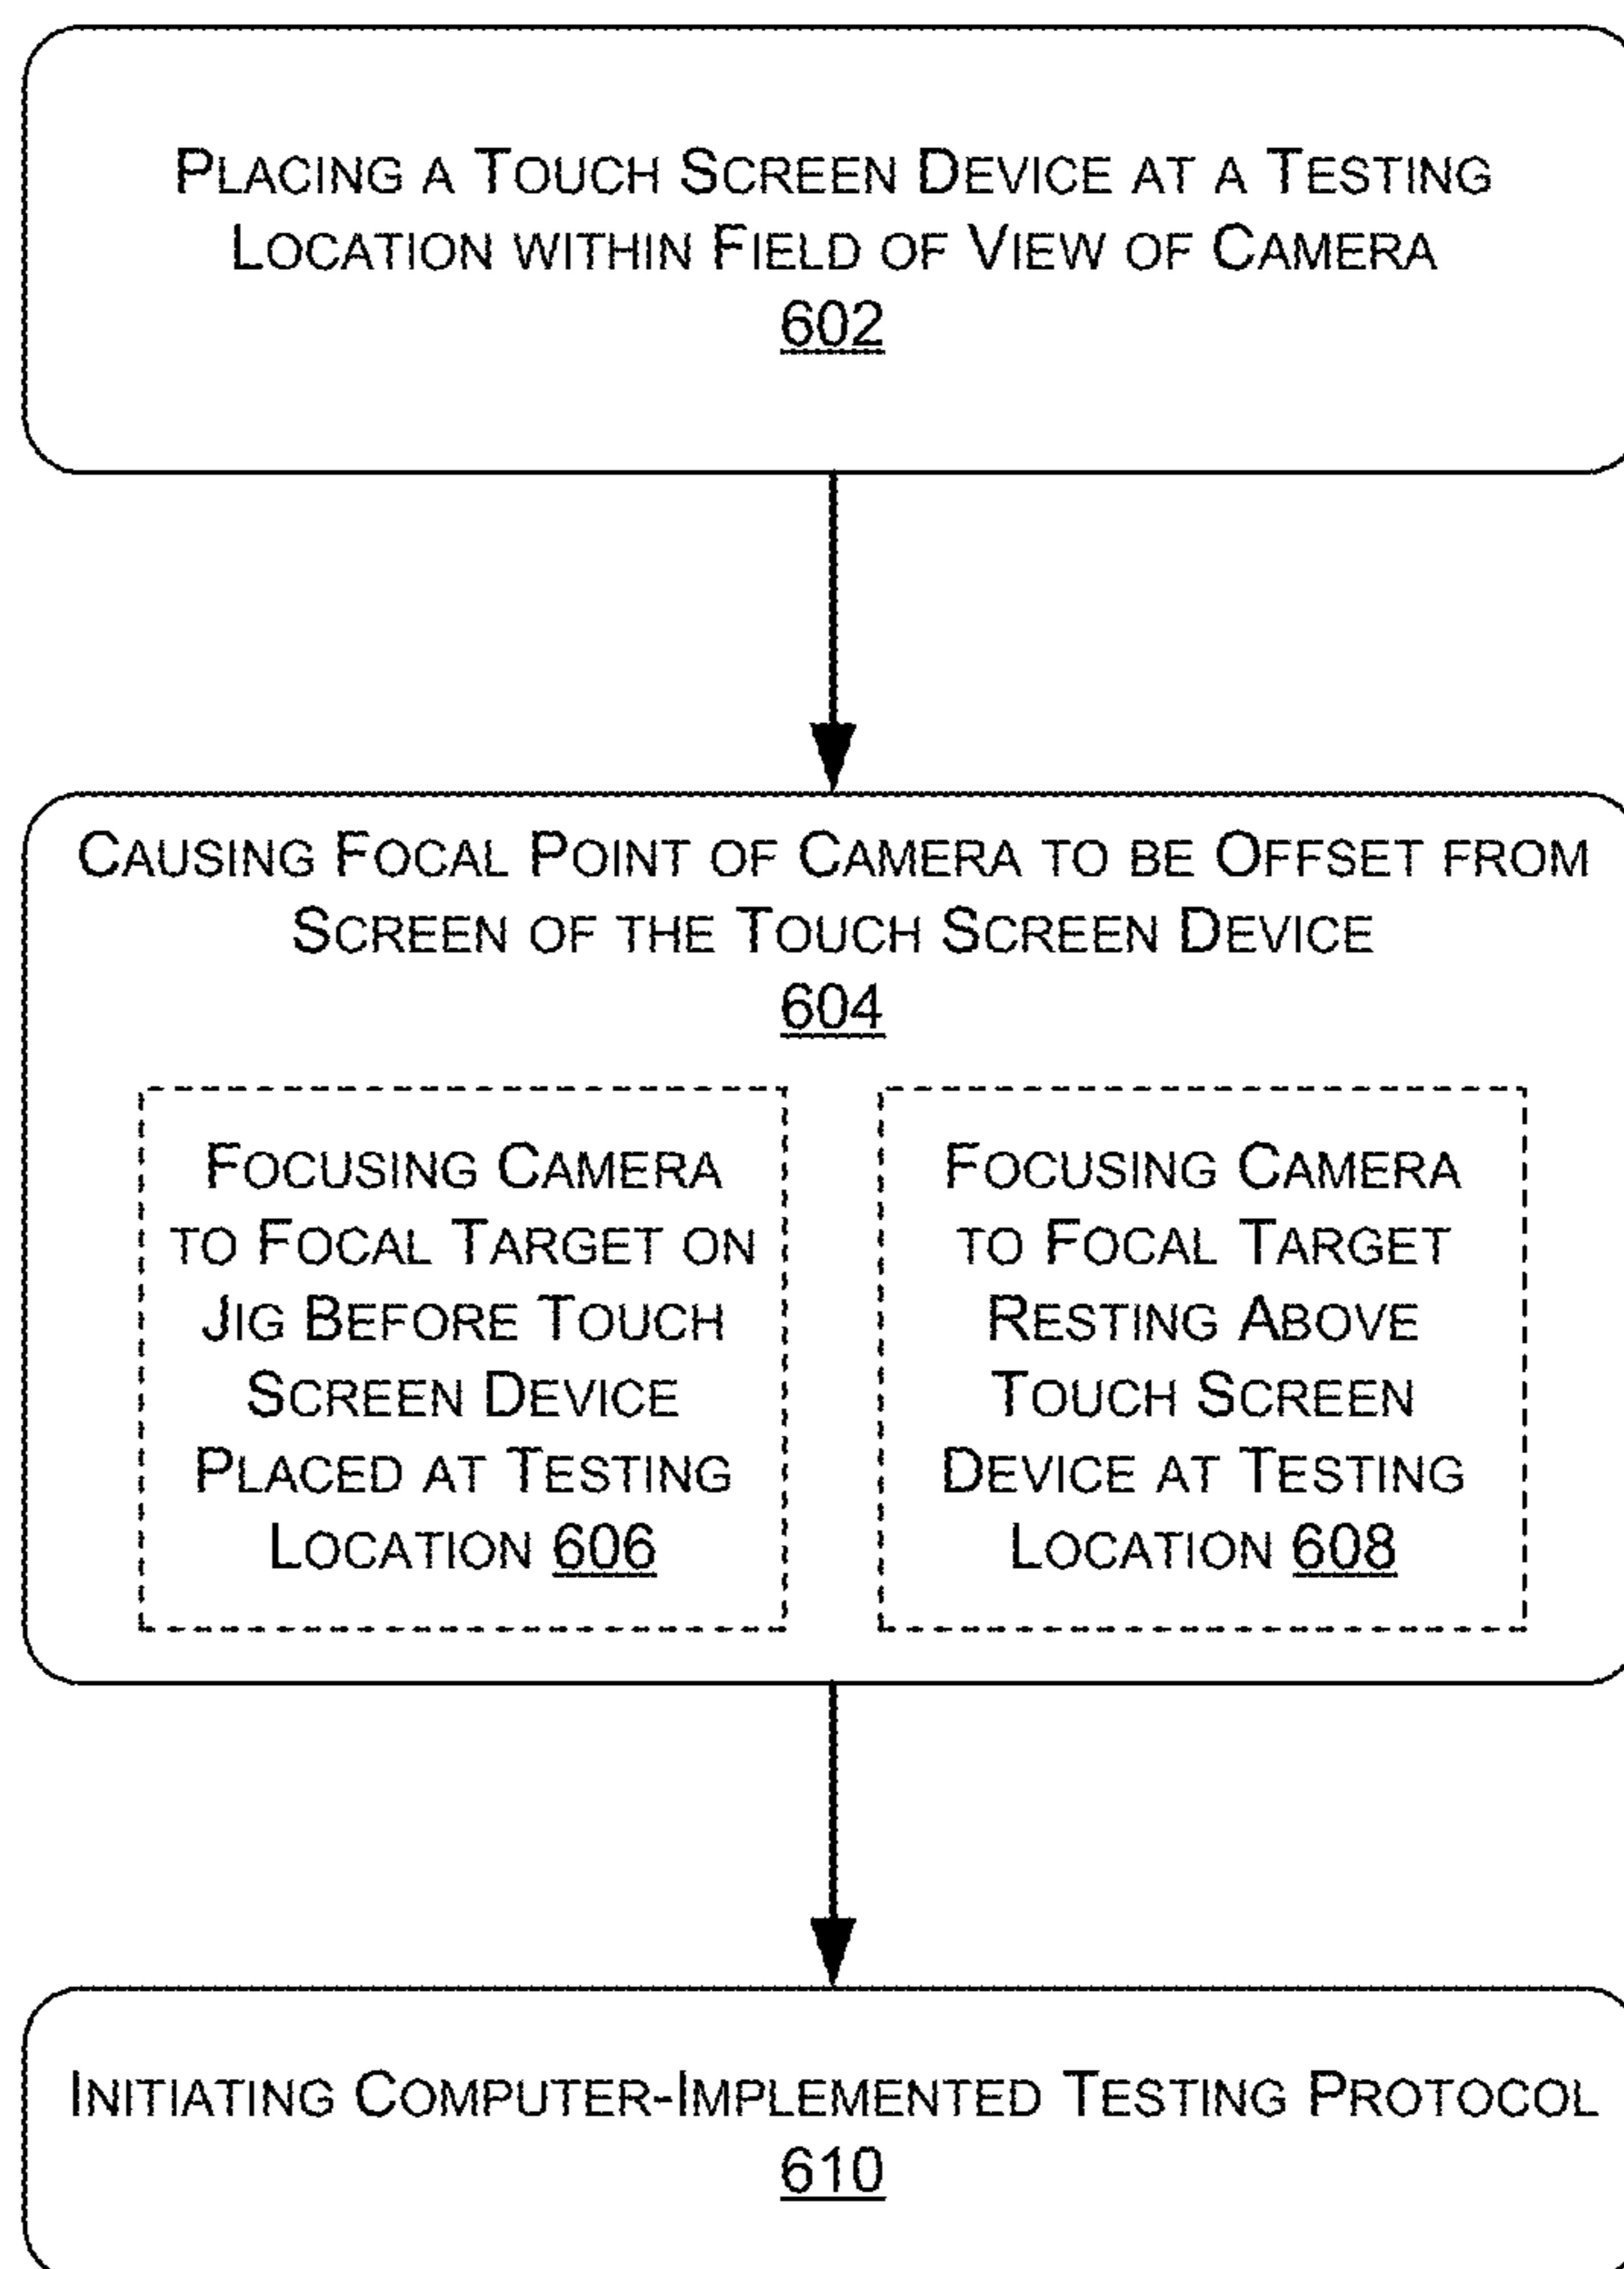 PLACING A TOUCH SCREEN DEVICE AT A TESTING
LOCATION WITHIN FIELD OF VIEW OF CAMERA
602
CAUSING FOCAL POINT OF CAMERA TO BE OFFSET FROM
SCREEN OF THE TOUCH SCREEN DEVICE
604
FOCUSING CAMERA
TO FOCAL TARGET ON
JIG BEFORE TOUCH
SCREEN DEVICE
PLACED AT TESTING
LOCATION 606
FOCUSING CAMERA
TO FOCAL TARGET
RESTING ABOVE
TOUCH SCREEN
DEVICE AT TESTING
LOCATION 608
INITIATING COMPUTER-IMPLEMENTED TESTING PROTOCOL
610